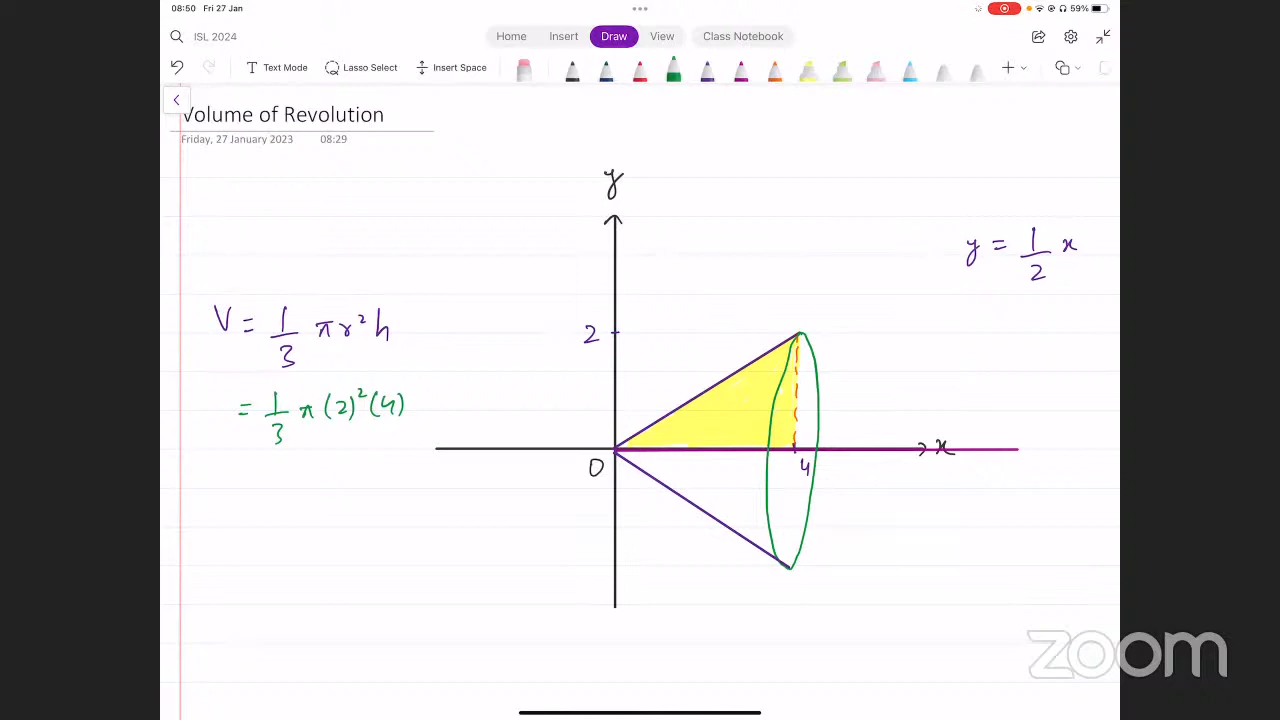 08:50 Fri 27 Jan
59%
ISL 2024
Home Insert Draw View Class Notebook
Text Mode Lasso Select Insert Space
Volume of Revolution
Friday, 27 January 2023 08:29
y
y = 1/2 x
V = 1/3 πr²h
2
= 1/3 π(2)²(4)
x
0
4
zoom